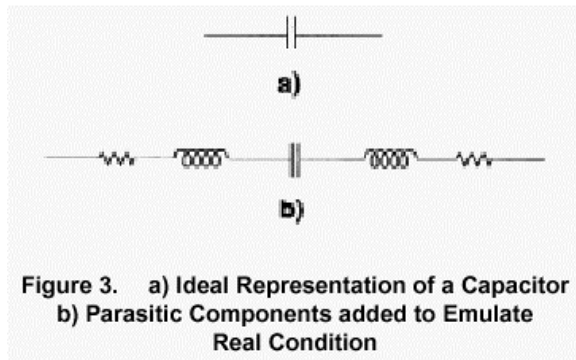 a)
b)
Figure 3. a) Ideal Representation of a Capacitor
b) Parasitic Components added to Emulate
Real Condition